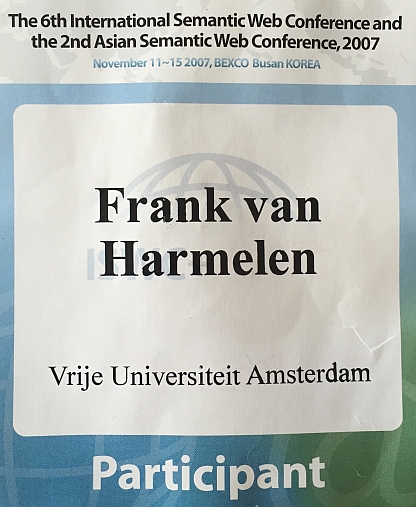 The 6th International Semantic Web Conference and
the 2nd Asian Semantic Web Conference, 2007
November 11~15 2007, BEXCO Busan KOREA
Frank van
Harmelen
Vrije Universiteit Amsterdam
Participant